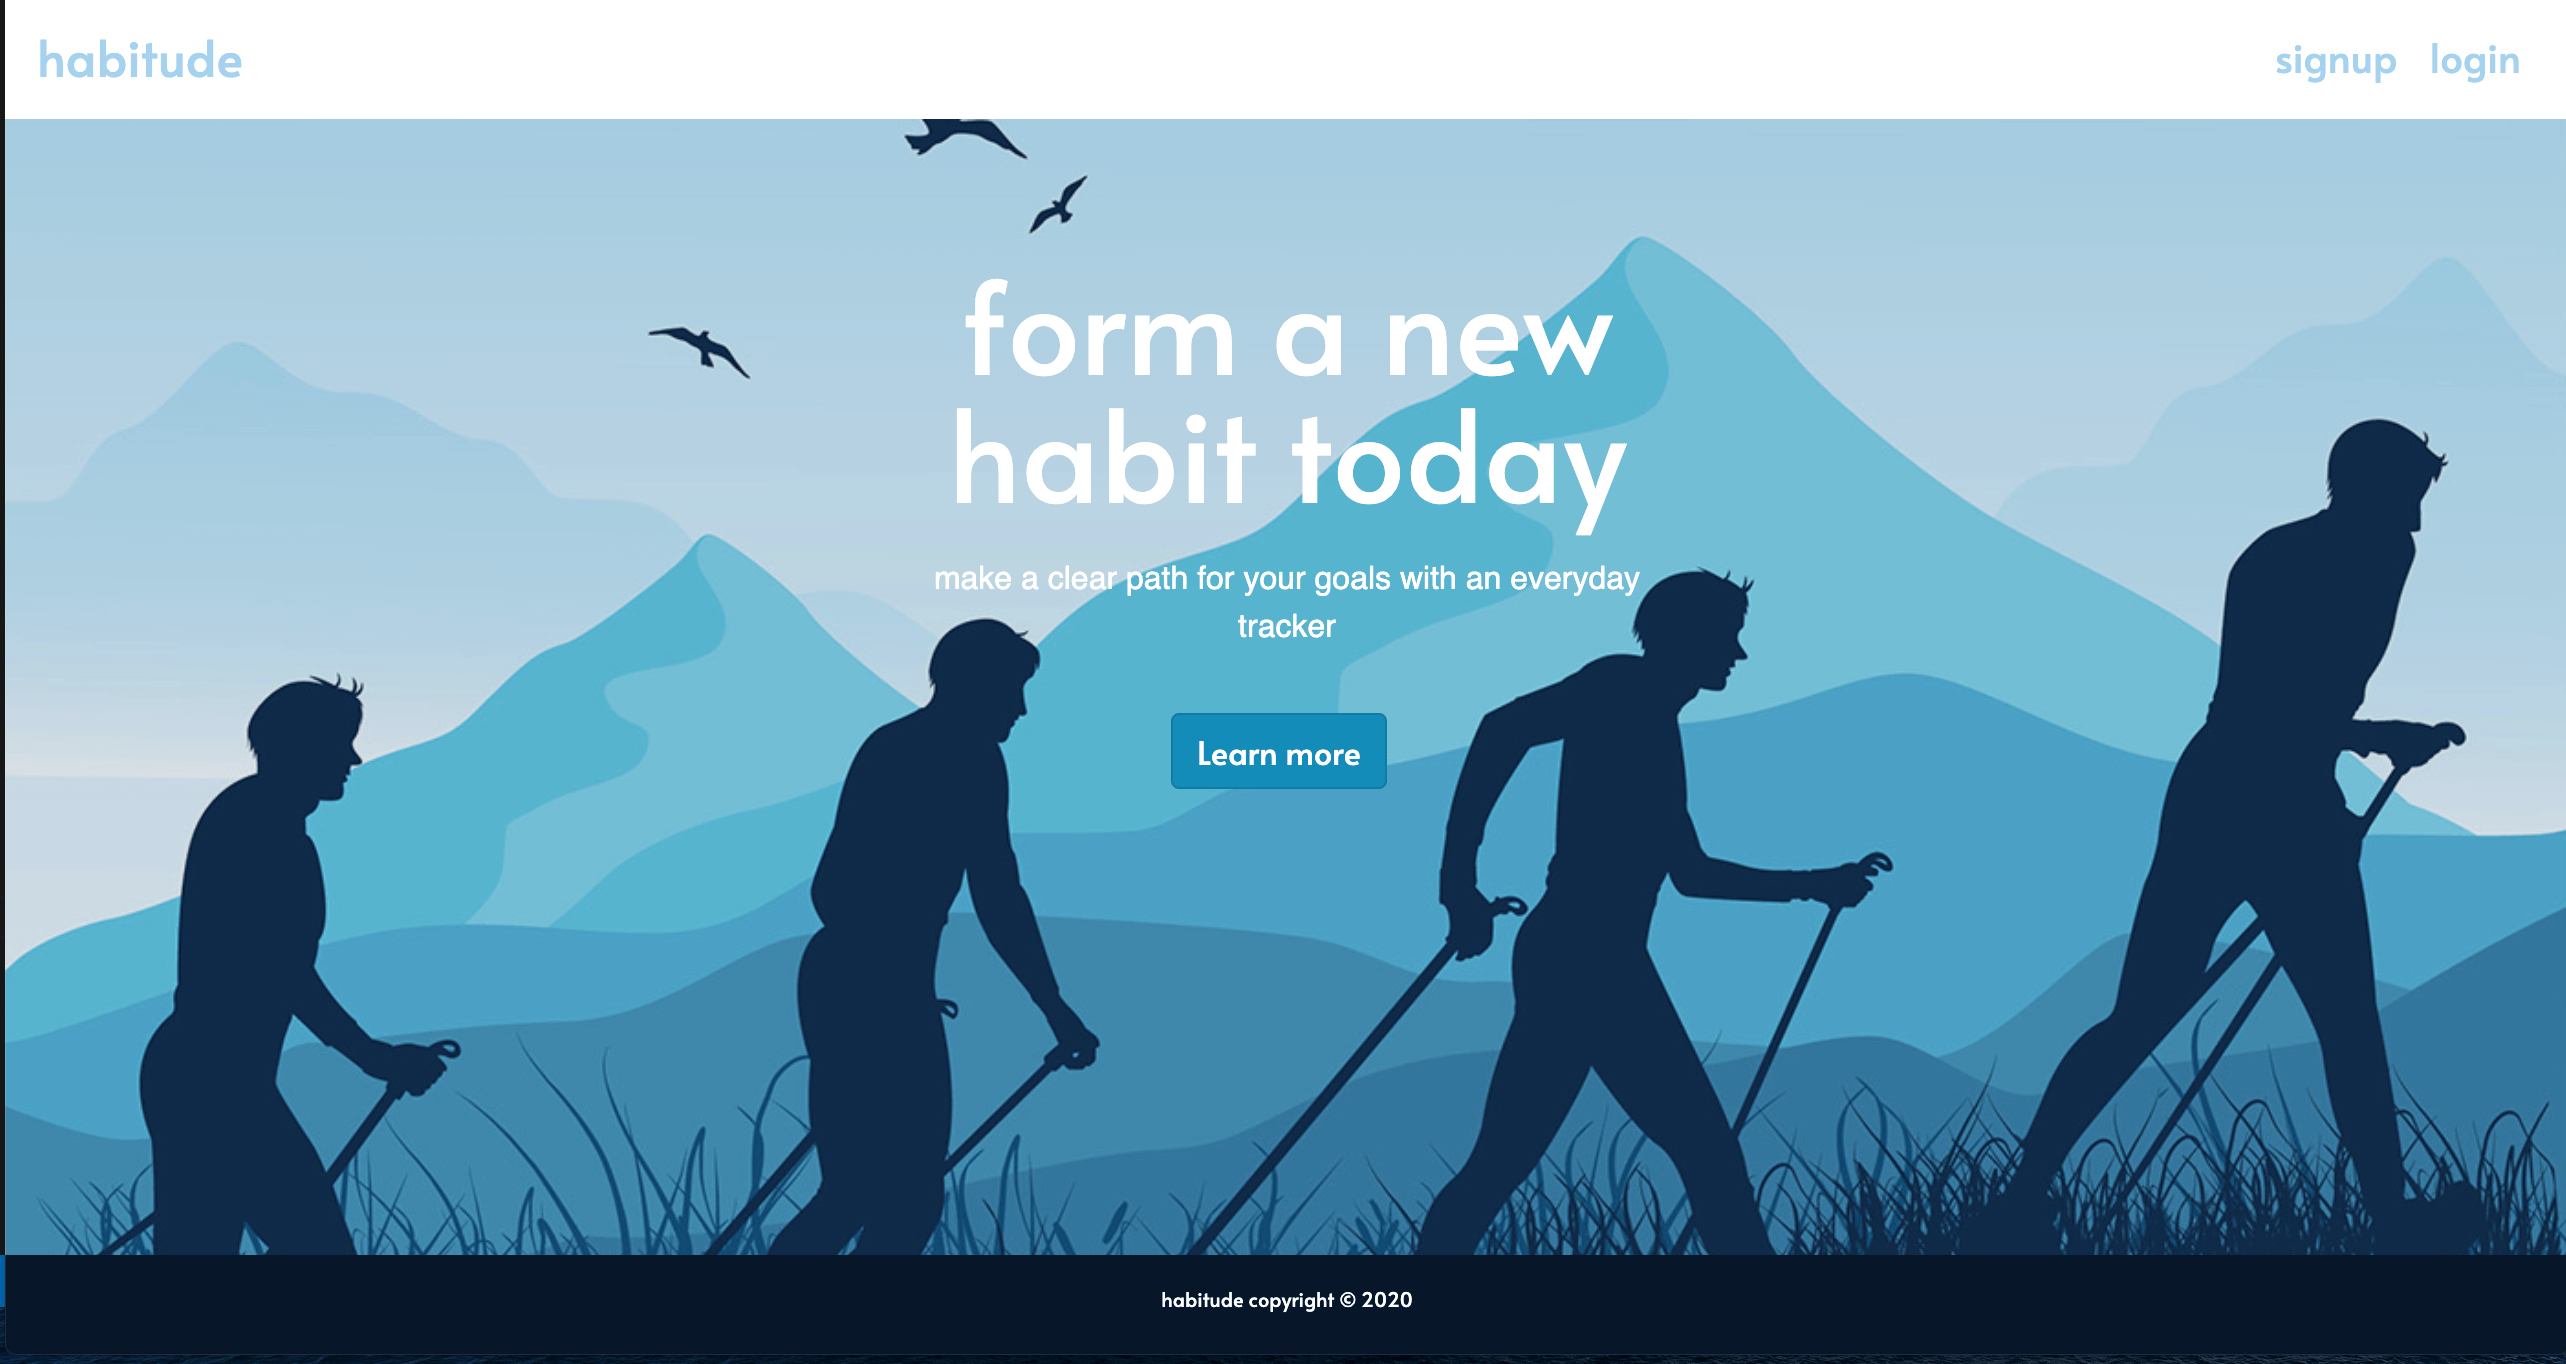 habitude
signup login
form a new
habit today
make a clear path for your goals with an everyday
tracker
Learn more
habitude copyright © 2020